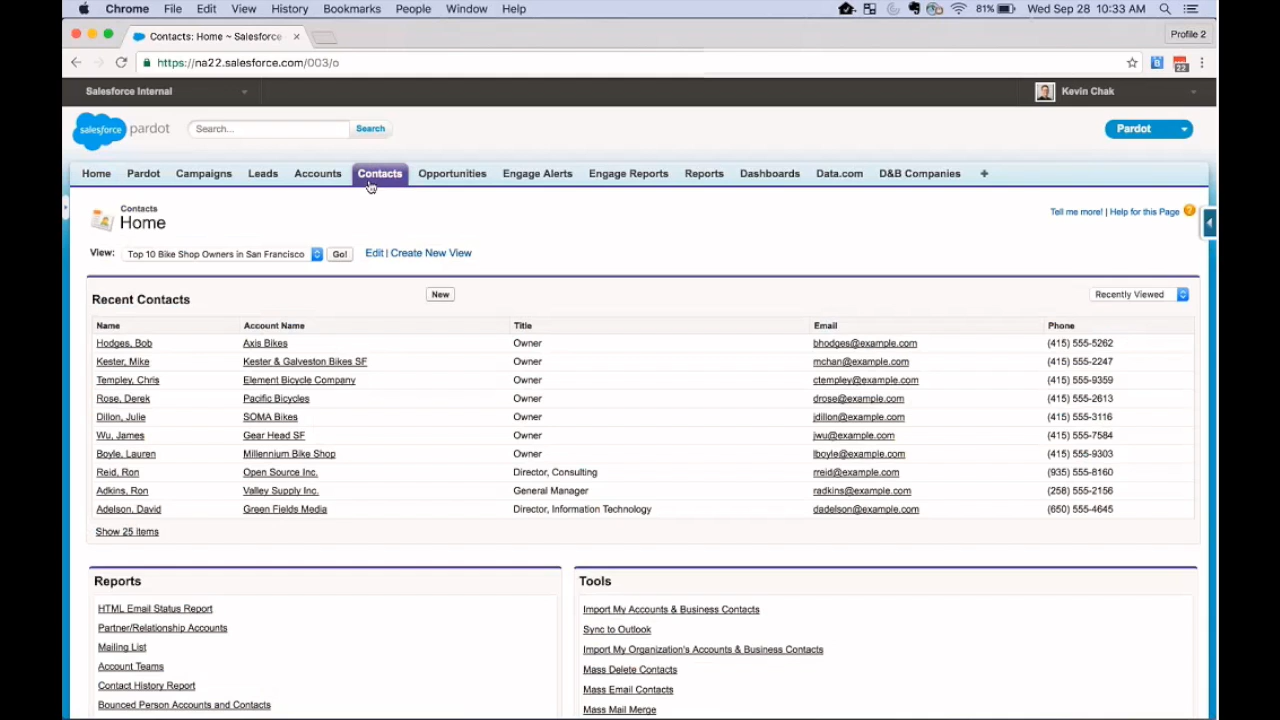 Chrome File Edit View History Bookmarks People Window Help 81% Wed Sep 28 10:33 AM
Contacts: Home ~ Salesforce Profile 2
https://na22.salesforce.com/003/o 22
Salesforce Internal Kevin Chak
salesforce pardot Search... Search Pardot
Home Pardot Campaigns Leads Accounts Contacts Opportunities Engage Alerts Engage Reports Reports Dashboards Data.com D&B Companies +
Contacts
Home
Tell me more! | Help for this Page ?
View: Top 10 Bike Shop Owners in San Francisco Go! Edit | Create New View
Recent Contacts New Recently Viewed
Name Account Name Title Email Phone
Hodges, Bob Axis Bikes Owner bhodges@example.com (415) 555-5262
Kester, Mike Kester & Galveston Bikes SF Owner mchan@example.com (415) 555-2247
Templey, Chris Element Bicycle Company Owner ctempley@example.com (415) 555-9359
Rose, Derek Pacific Bicycles Owner drose@example.com (415) 555-2613
Dillon, Julie SOMA Bikes Owner jdillon@example.com (415) 555-3116
Wu, James Gear Head SF Owner jwu@example.com (415) 555-7584
Boyle, Lauren Millennium Bike Shop Owner lboyle@example.com (415) 555-9303
Reid, Ron Open Source Inc. Director, Consulting rreid@example.com (935) 555-8160
Adkins, Ron Valley Supply Inc. General Manager radkins@example.com (258) 555-2156
Adelson, David Green Fields Media Director, Information Technology dadelson@example.com (650) 555-4645
Show 25 items
Reports
HTML Email Status Report
Partner/Relationship Accounts
Mailing List
Account Teams
Contact History Report
Bounced Person Accounts and Contacts
Tools
Import My Accounts & Business Contacts
Sync to Outlook
Import My Organization's Accounts & Business Contacts
Mass Delete Contacts
Mass Email Contacts
Mass Mail Merge